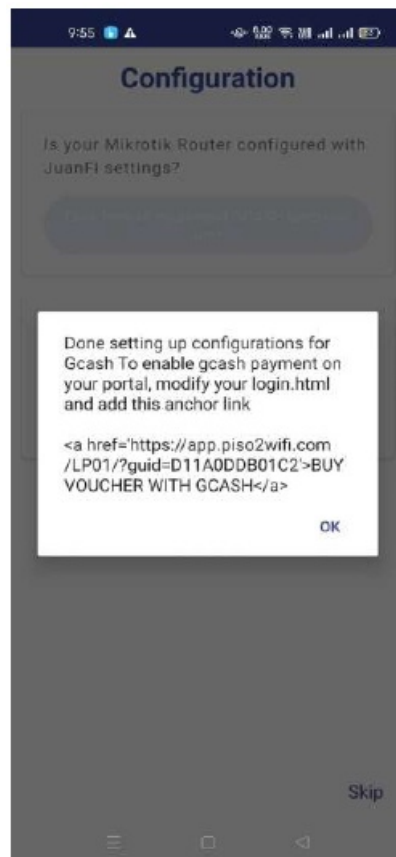 9:55
Configuration
Is your Mikrotik Router configured with
JuanFi settings?
Done setting up configurations for
Gcash To enable gcash payment on
your portal, modify your login.html
and add this anchor link
<a href='https://app.piso2wifi.com
/LP01/?guid=D11A0DDB01C2'>BUY
VOUCHER WITH GCASH</a>
OK
Skip